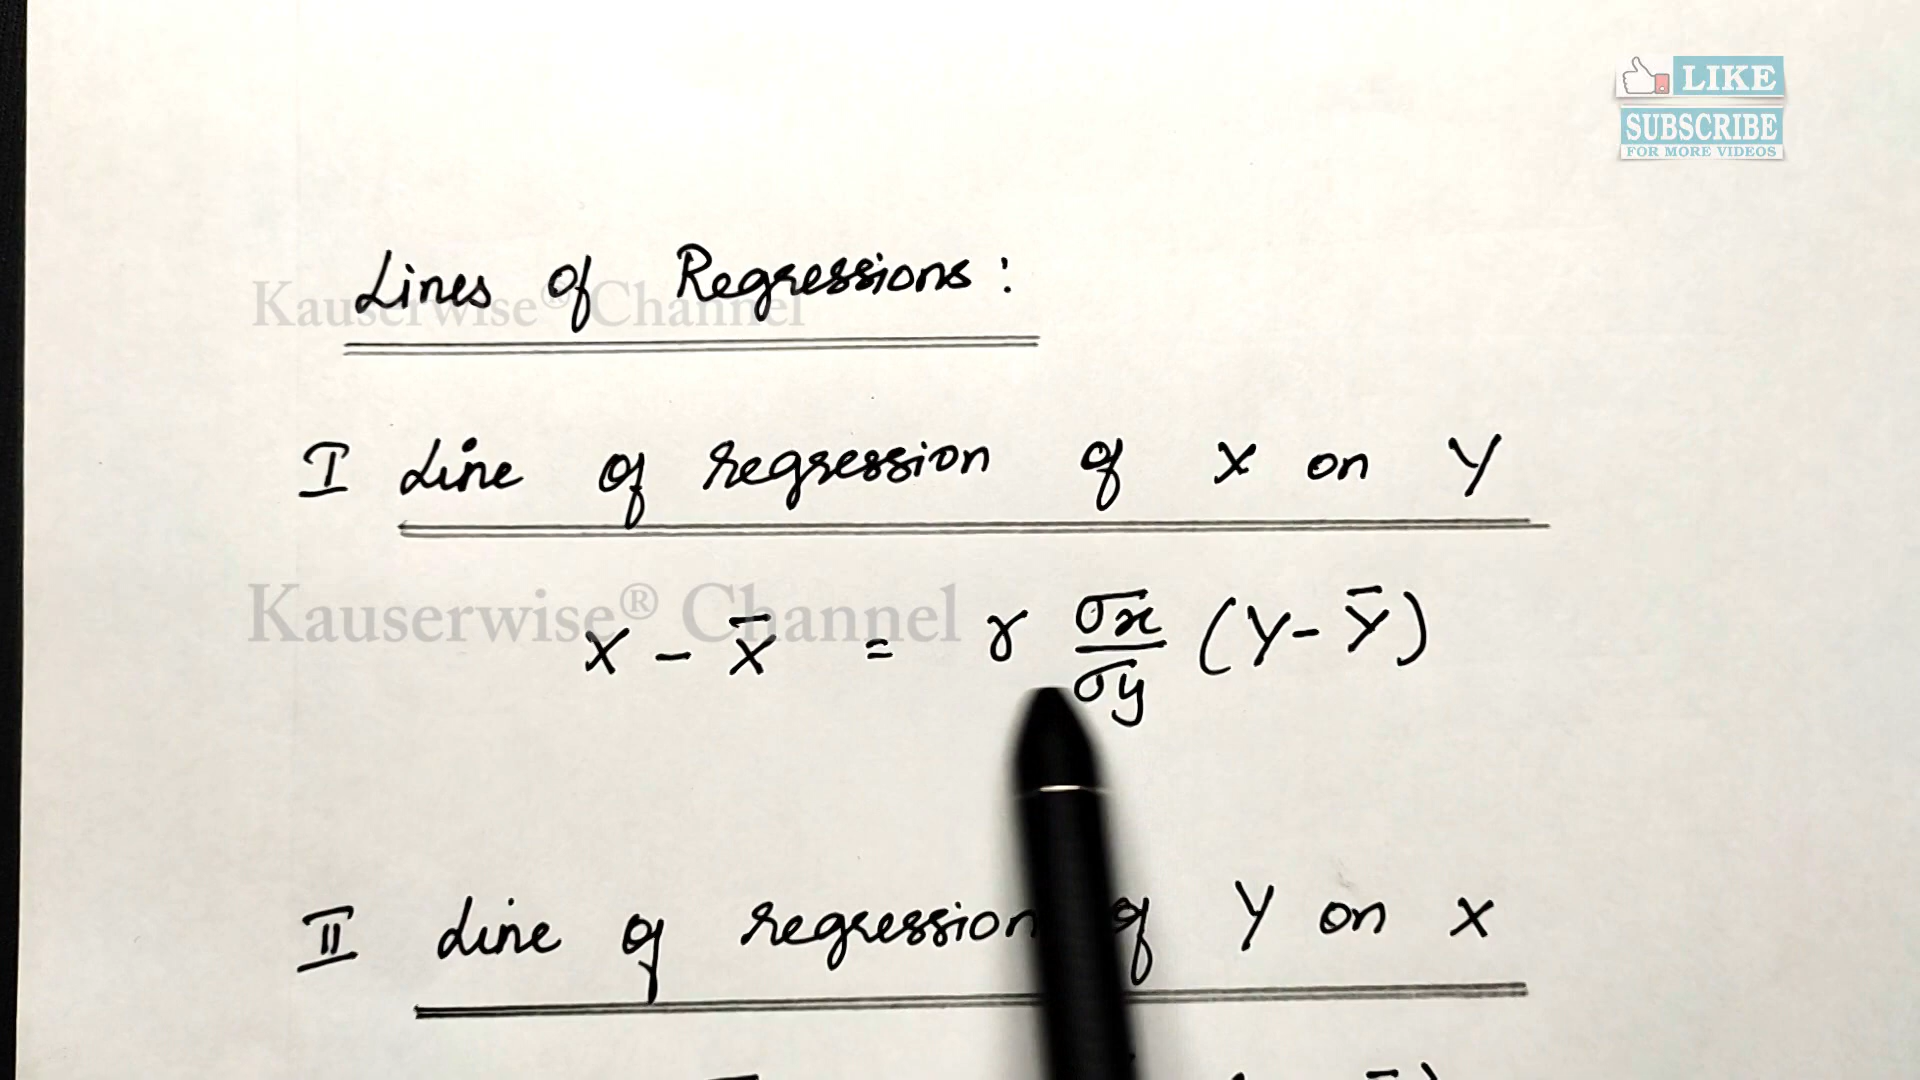 LIKE
SUBSCRIBE
FOR MORE VIDEOS
Lines of Regressions :
Kauserwise® Channel
I Line of regression of X on Y
Kauserwise® Channel
X - X̄ = r σx/σy (Y - Ȳ)
II Line of regression of Y on X